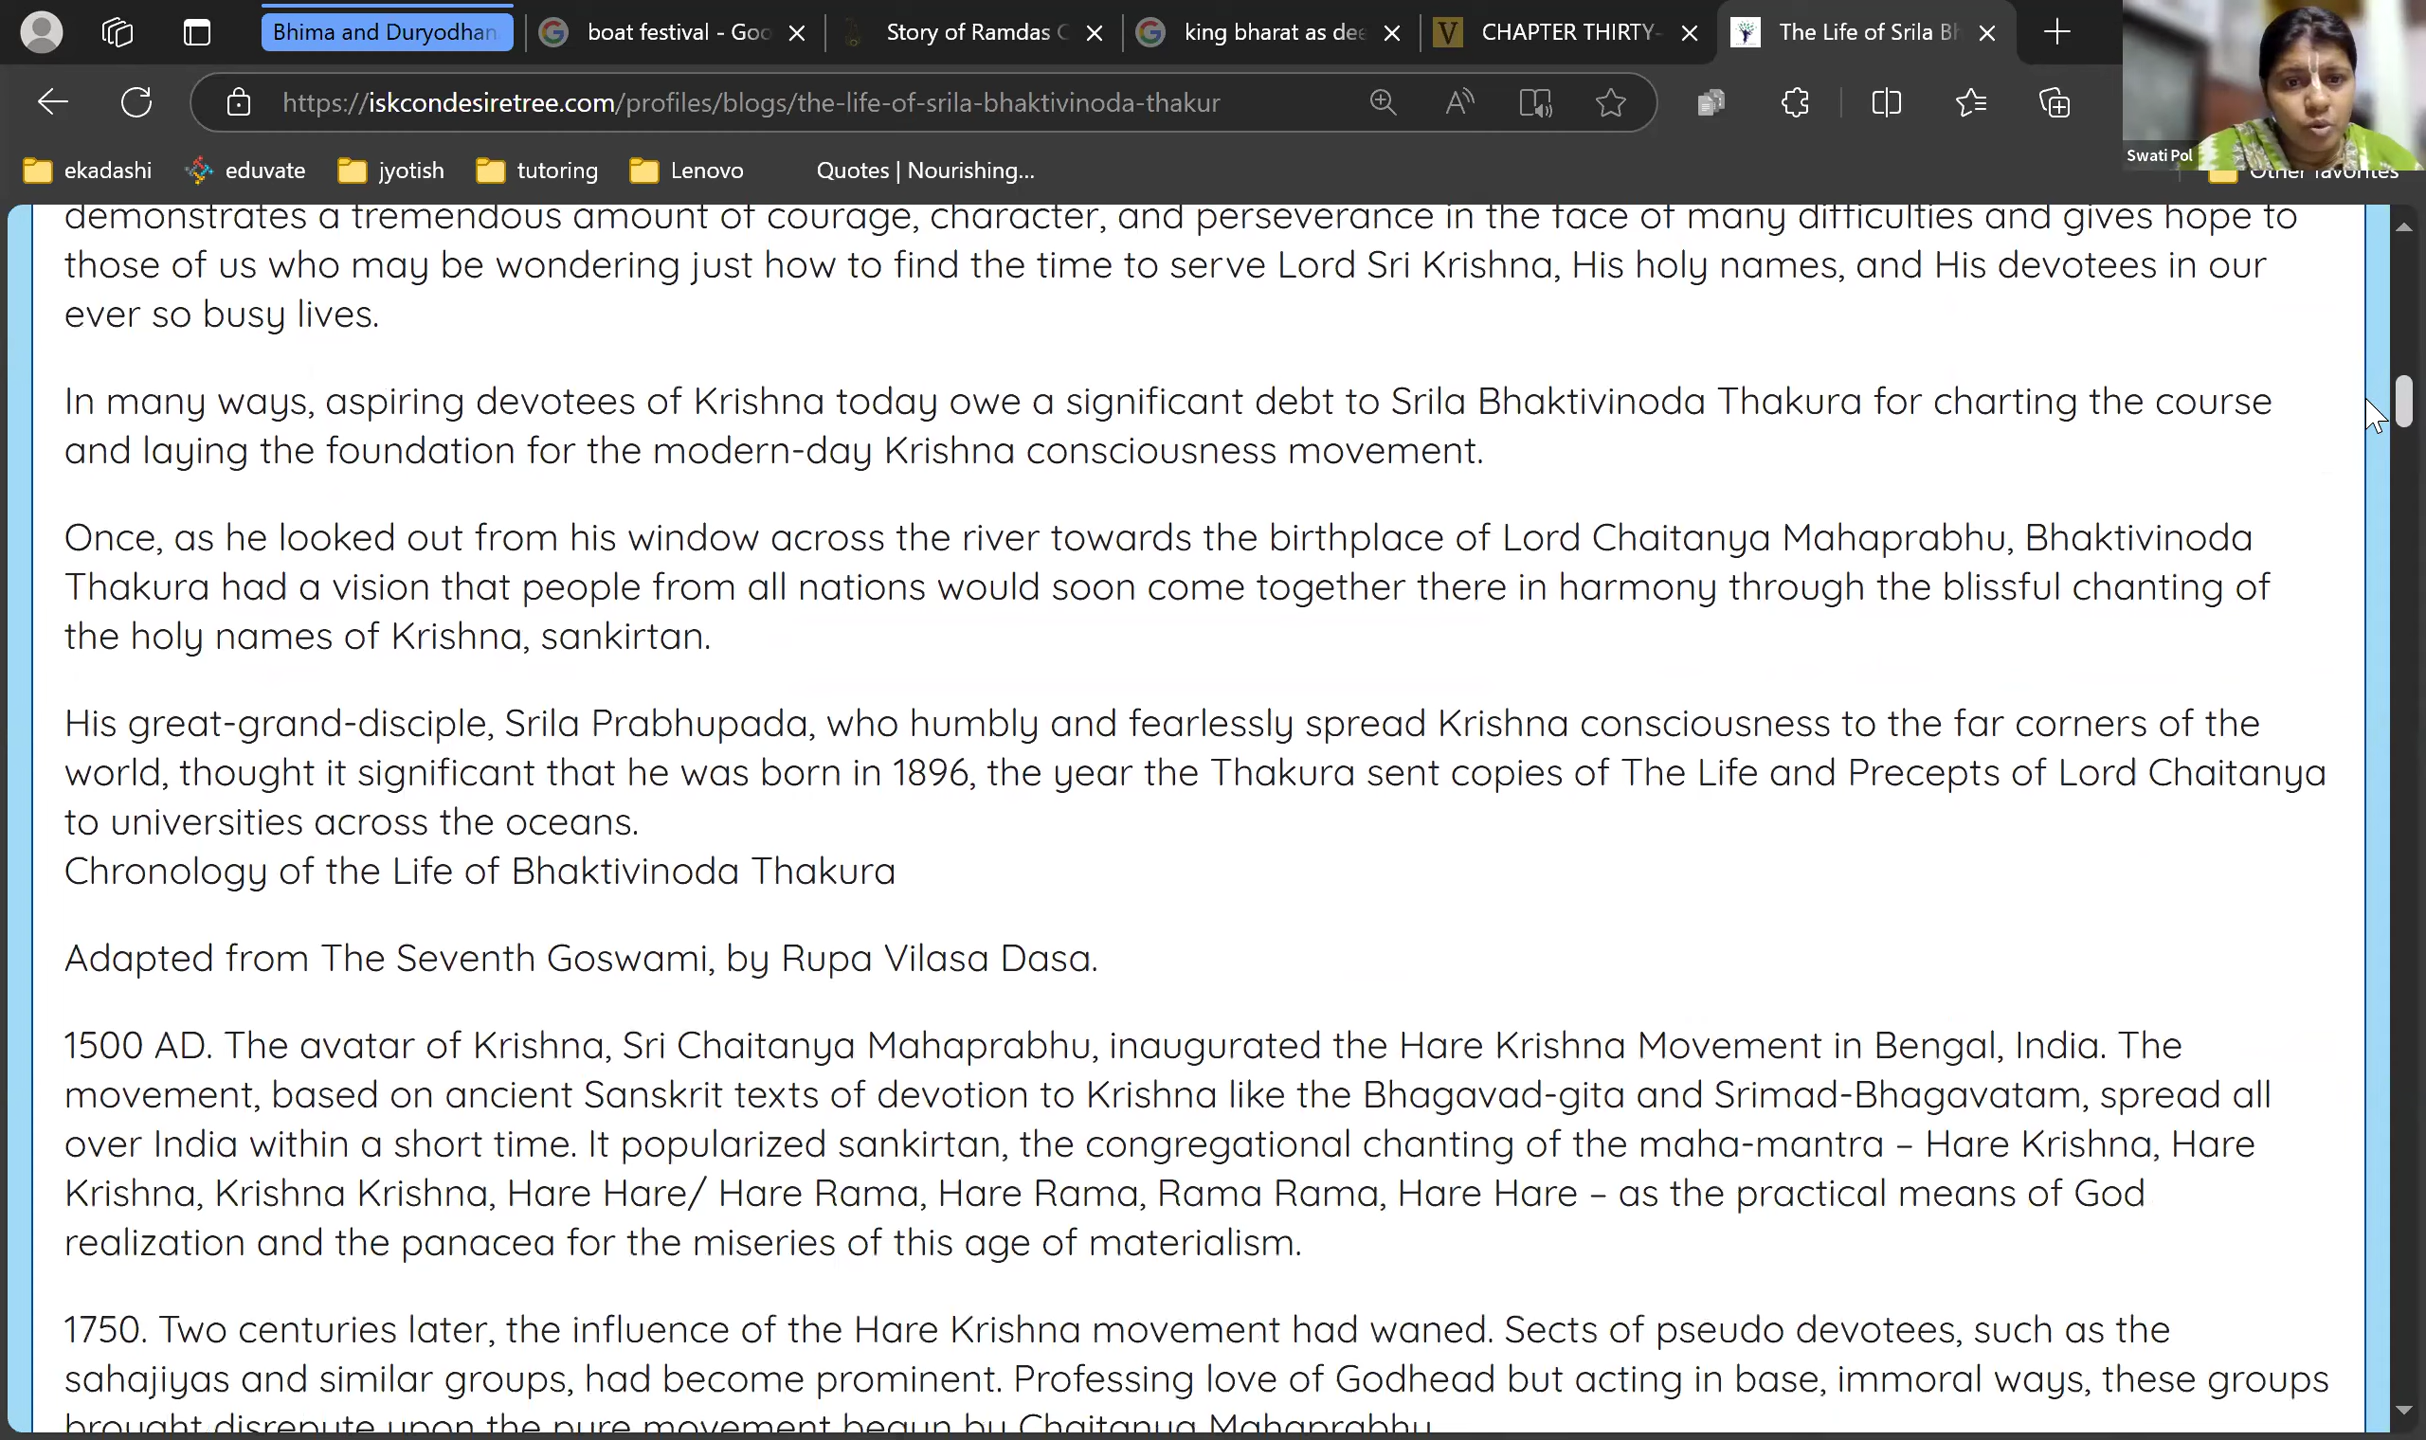 Bhima and Duryodhan
boat festival - Goo
Story of Ramdas
king bharat as dee
CHAPTER THIRTY-
The Life of Srila Bh
https://iskcondesiretree.com/profiles/blogs/the-life-of-srila-bhaktivinoda-thakur
Swati Pol
ekadashi
eduvate
jyotish
tutoring
Lenovo
Quotes | Nourishing...
Other favorites
demonstrates a tremendous amount of courage, character, and perseverance in the face of many difficulties and gives hope to
those of us who may be wondering just how to find the time to serve Lord Sri Krishna, His holy names, and His devotees in our
ever so busy lives.
In many ways, aspiring devotees of Krishna today owe a significant debt to Srila Bhaktivinoda Thakura for charting the course
and laying the foundation for the modern-day Krishna consciousness movement.
Once, as he looked out from his window across the river towards the birthplace of Lord Chaitanya Mahaprabhu, Bhaktivinoda
Thakura had a vision that people from all nations would soon come together there in harmony through the blissful chanting of
the holy names of Krishna, sankirtan.
His great-grand-disciple, Srila Prabhupada, who humbly and fearlessly spread Krishna consciousness to the far corners of the
world, thought it significant that he was born in 1896, the year the Thakura sent copies of The Life and Precepts of Lord Chaitanya
to universities across the oceans.
Chronology of the Life of Bhaktivinoda Thakura
Adapted from The Seventh Goswami, by Rupa Vilasa Dasa.
1500 AD. The avatar of Krishna, Sri Chaitanya Mahaprabhu, inaugurated the Hare Krishna Movement in Bengal, India. The
movement, based on ancient Sanskrit texts of devotion to Krishna like the Bhagavad-gita and Srimad-Bhagavatam, spread all
over India within a short time. It popularized sankirtan, the congregational chanting of the maha-mantra – Hare Krishna, Hare
Krishna, Krishna Krishna, Hare Hare/ Hare Rama, Hare Rama, Rama Rama, Hare Hare – as the practical means of God
realization and the panacea for the miseries of this age of materialism.
1750. Two centuries later, the influence of the Hare Krishna movement had waned. Sects of pseudo devotees, such as the
sahajiyas and similar groups, had become prominent. Professing love of Godhead but acting in base, immoral ways, these groups
brought disrepute upon the pure movement begun by Chaitanya Mahaprabhu.